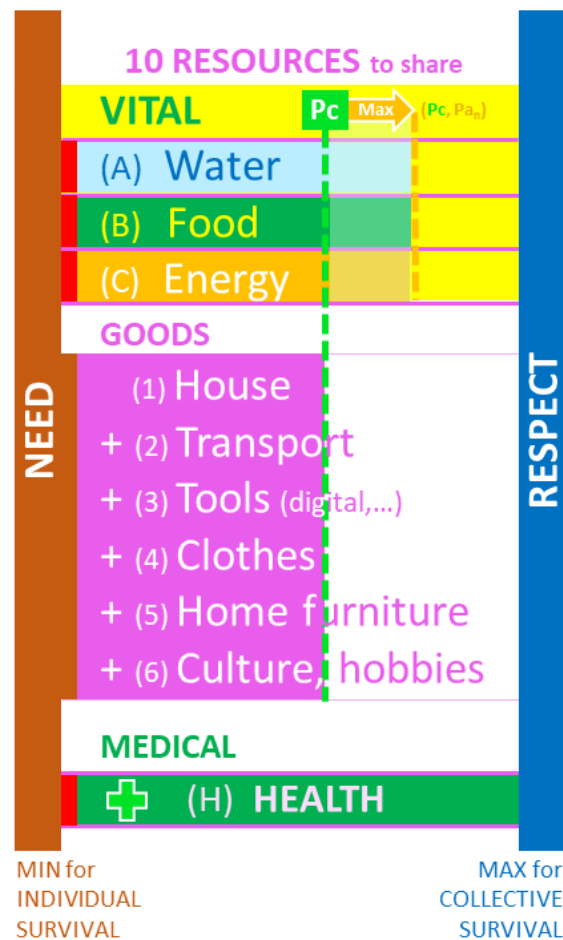 10 RESOURCES to share
VITAL Pc Max (Pc, Paₙ)
(A) Water
(B) Food
(C) Energy
GOODS
(1) House
+ (2) Transport
+ (3) Tools (digital,...)
+ (4) Clothes
+ (5) Home furniture
+ (6) Culture, hobbies
MEDICAL
(H) HEALTH
NEED
RESPECT
MIN for
INDIVIDUAL
SURVIVAL
MAX for
COLLECTIVE
SURVIVAL